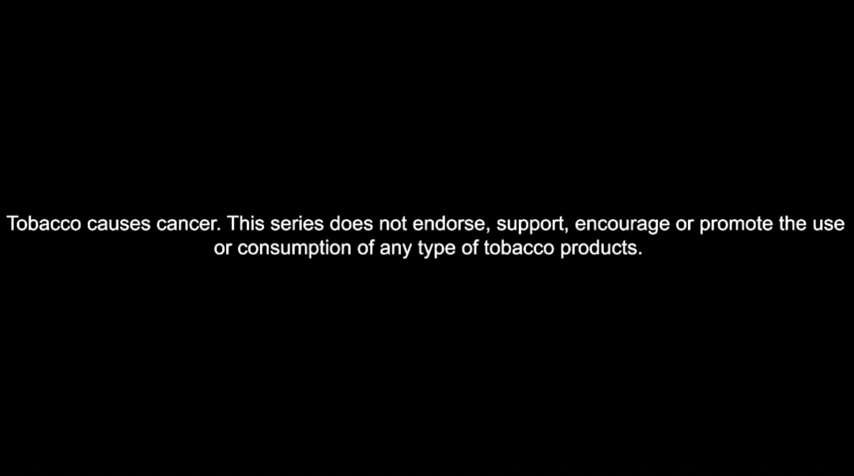 Tobacco causes cancer. This series does not endorse, support, encourage or promote the use
or consumption of any type of tobacco products.